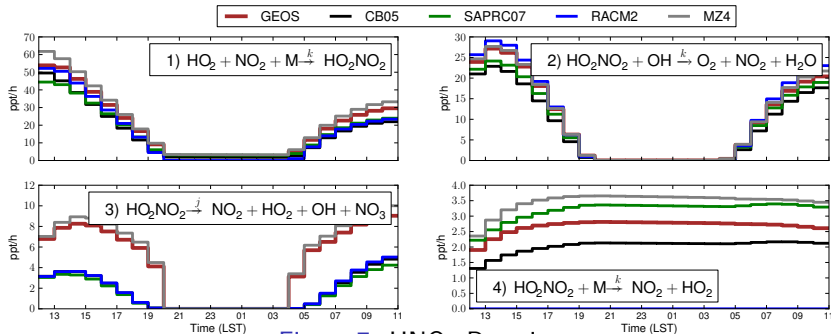 GEOS CB05 SAPRC07 RACM2 MZ4
70
60
50
40
30
20
10
0
ppt/h
1) HO₂ + NO₂ + M →k HO₂NO₂
30
25
20
15
10
5
0
ppt/h
2) HO₂NO₂ + OH →k O₂ + NO₂ + H₂O
12
10
8
6
4
2
0
ppt/h
3) HO₂NO₂ →j NO₂ + HO₂ + OH + NO₃
13 15 17 19 21 23 01 03 05 07 09 11
Time (LST)
4.0
3.5
3.0
2.5
2.0
1.5
1.0
0.5
0.0
ppt/h
4) HO₂NO₂ + M →k NO₂ + HO₂
13 15 17 19 21 23 01 03 05 07 09 11
Time (LST)